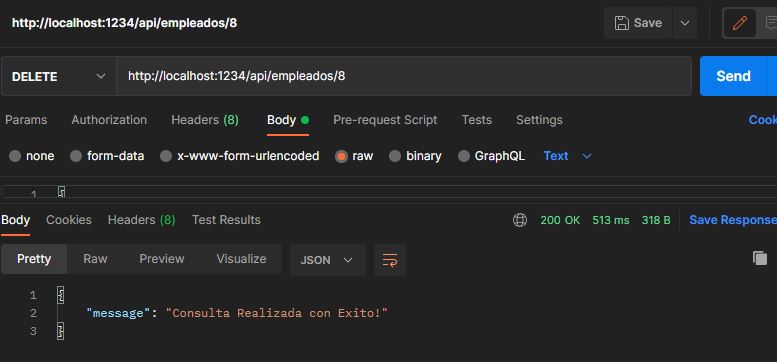 http://localhost:1234/api/empleados/8 Save
DELETE http://localhost:1234/api/empleados/8 Send
Params Authorization Headers (8) Body Pre-request Script Tests Settings Cook
none form-data x-www-form-urlencoded raw binary GraphQL Text
1 {
Body Cookies Headers (8) Test Results 200 OK 513 ms 318 B Save Response
Pretty Raw Preview Visualize JSON
1 {
2 "message": "Consulta Realizada con Exito!"
3 }